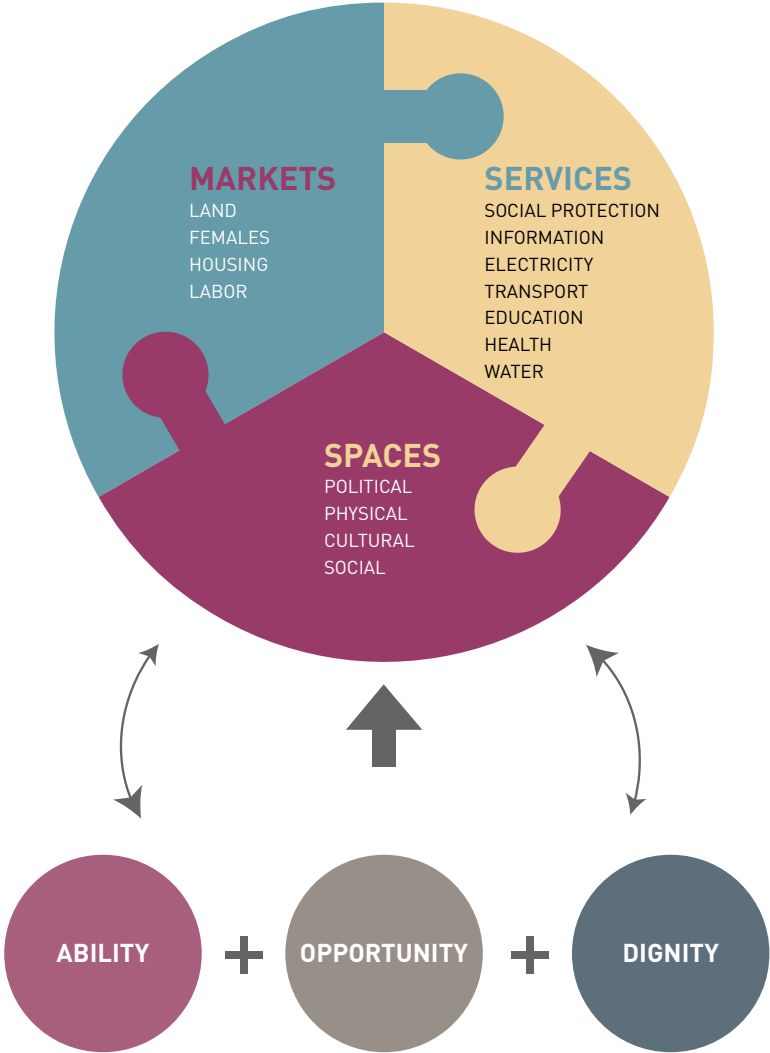 MARKETS
LAND
FEMALES
HOUSING
LABOR
SERVICES
SOCIAL PROTECTION
INFORMATION
ELECTRICITY
TRANSPORT
EDUCATION
HEALTH
WATER
SPACES
POLITICAL
PHYSICAL
CULTURAL
SOCIAL
ABILITY + OPPORTUNITY + DIGNITY